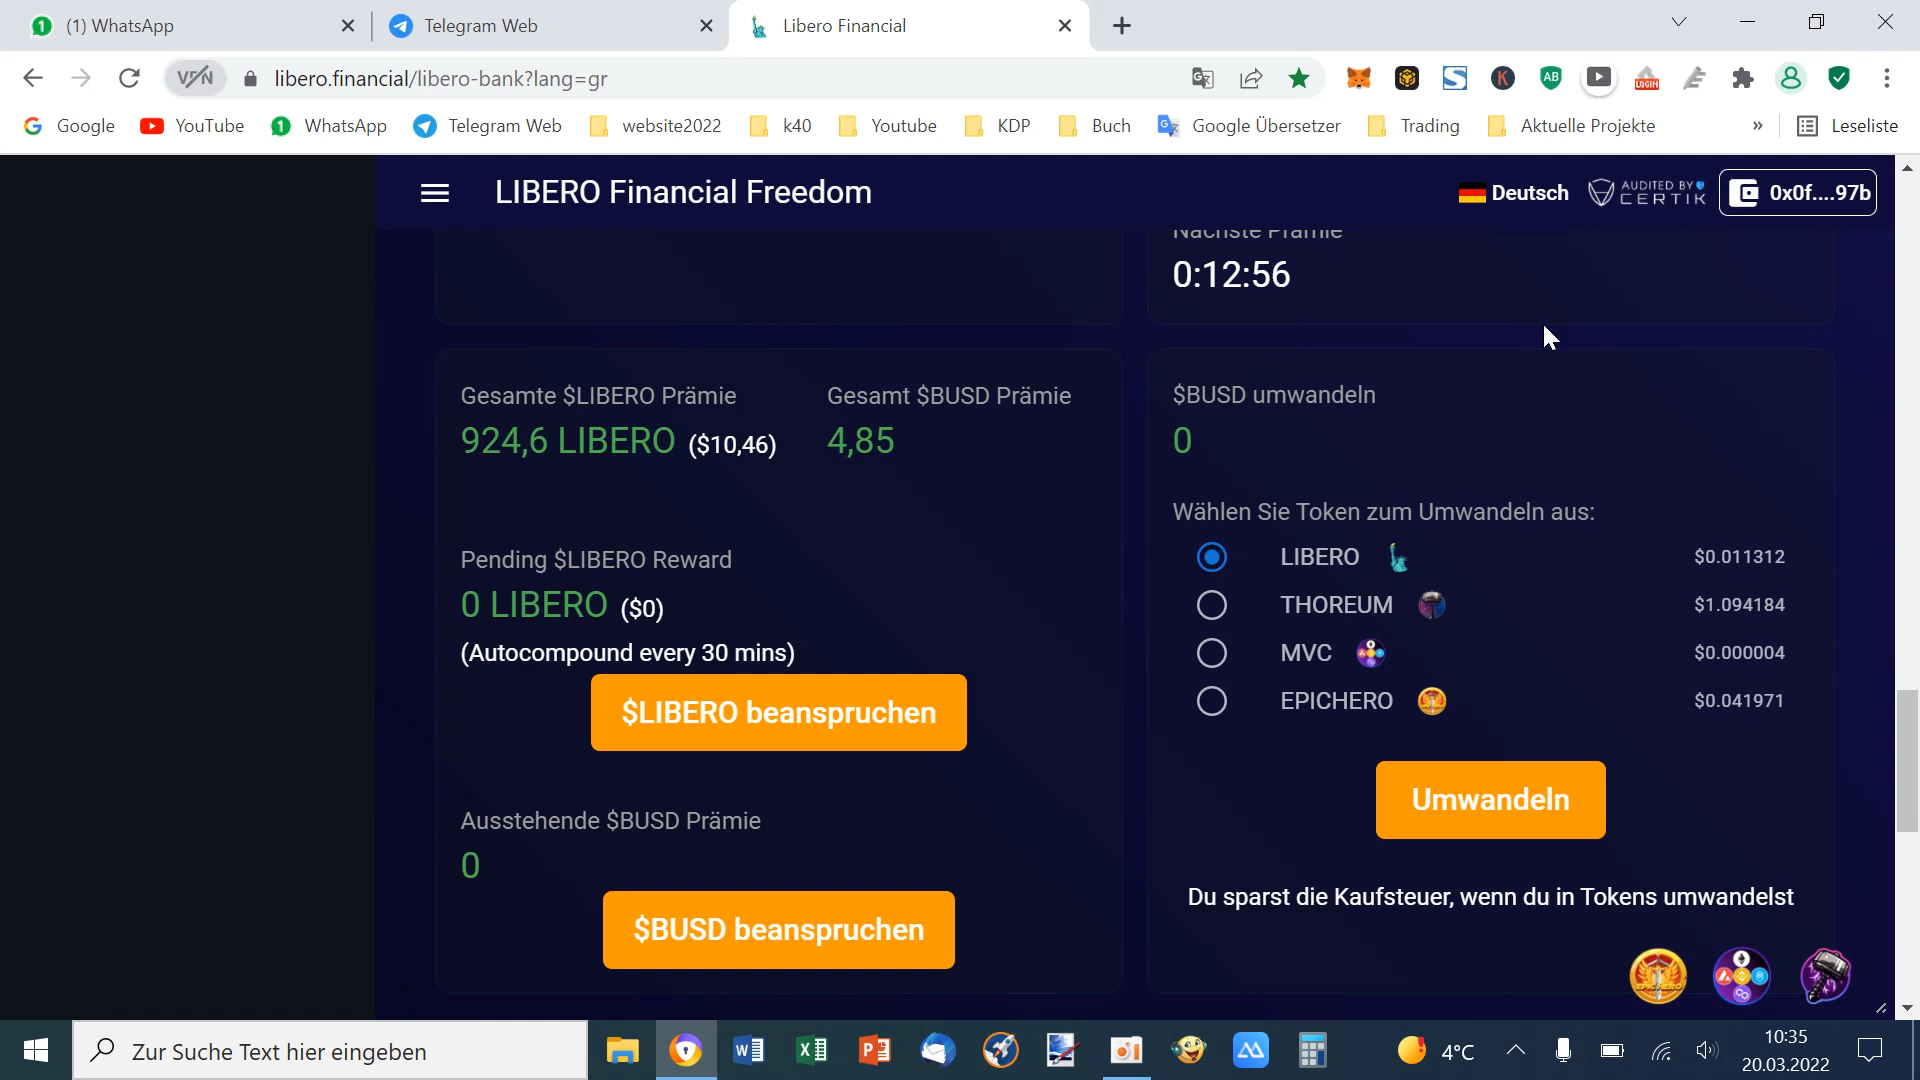 (1) WhatsApp
Telegram Web
Libero Financial
VPN
libero.financial/libero-bank?lang=gr
Google
YouTube
WhatsApp
Telegram Web
website2022
k40
Youtube
KDP
Buch
Google Übersetzer
Trading
Aktuelle Projekte
»
Leseliste
LIBERO Financial Freedom
Deutsch
AUDITED BY
CERTIK
0x0f....97b
Nächste Prämie
0:12:56
Gesamte $LIBERO Prämie
924,6 LIBERO ($10,46)
Gesamt $BUSD Prämie
4,85
Pending $LIBERO Reward
0 LIBERO ($0)
(Autocompound every 30 mins)
$LIBERO beanspruchen
Ausstehende $BUSD Prämie
0
$BUSD beanspruchen
$BUSD umwandeln
0
Wählen Sie Token zum Umwandeln aus:
LIBERO $0.011312
THOREUM $1.094184
MVC $0.000004
EPICHERO $0.041971
Umwandeln
Du sparst die Kaufsteuer, wenn du in Tokens umwandelst
EPICHERO
Zur Suche Text hier eingeben
4°C
10:35
20.03.2022